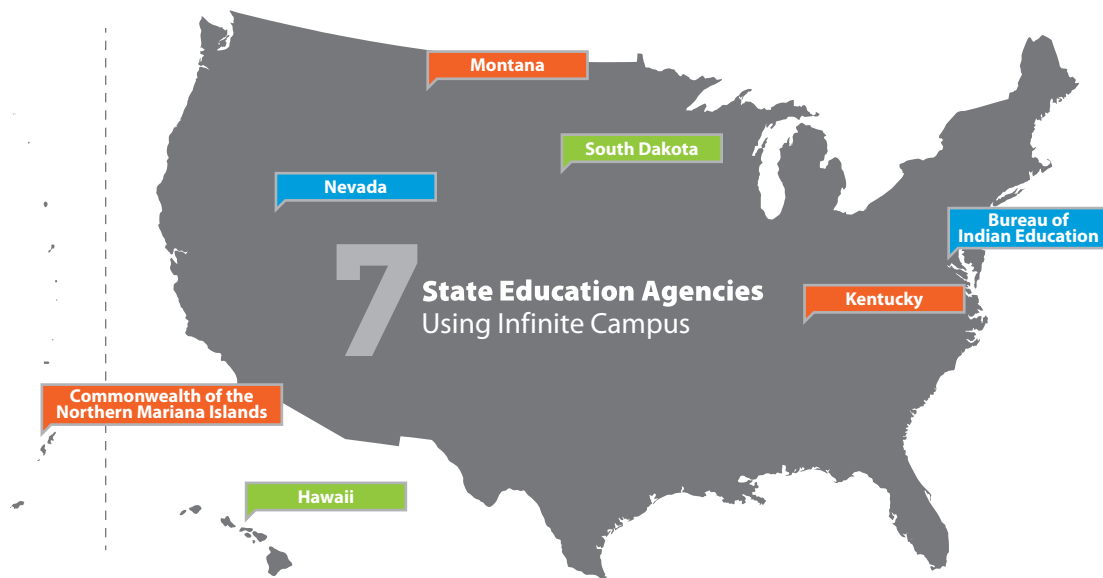 Montana
South Dakota
Nevada
Bureau of
Indian Education
7
State Education Agencies
Using Infinite Campus
Kentucky
Commonwealth of the
Northern Mariana Islands
Hawaii